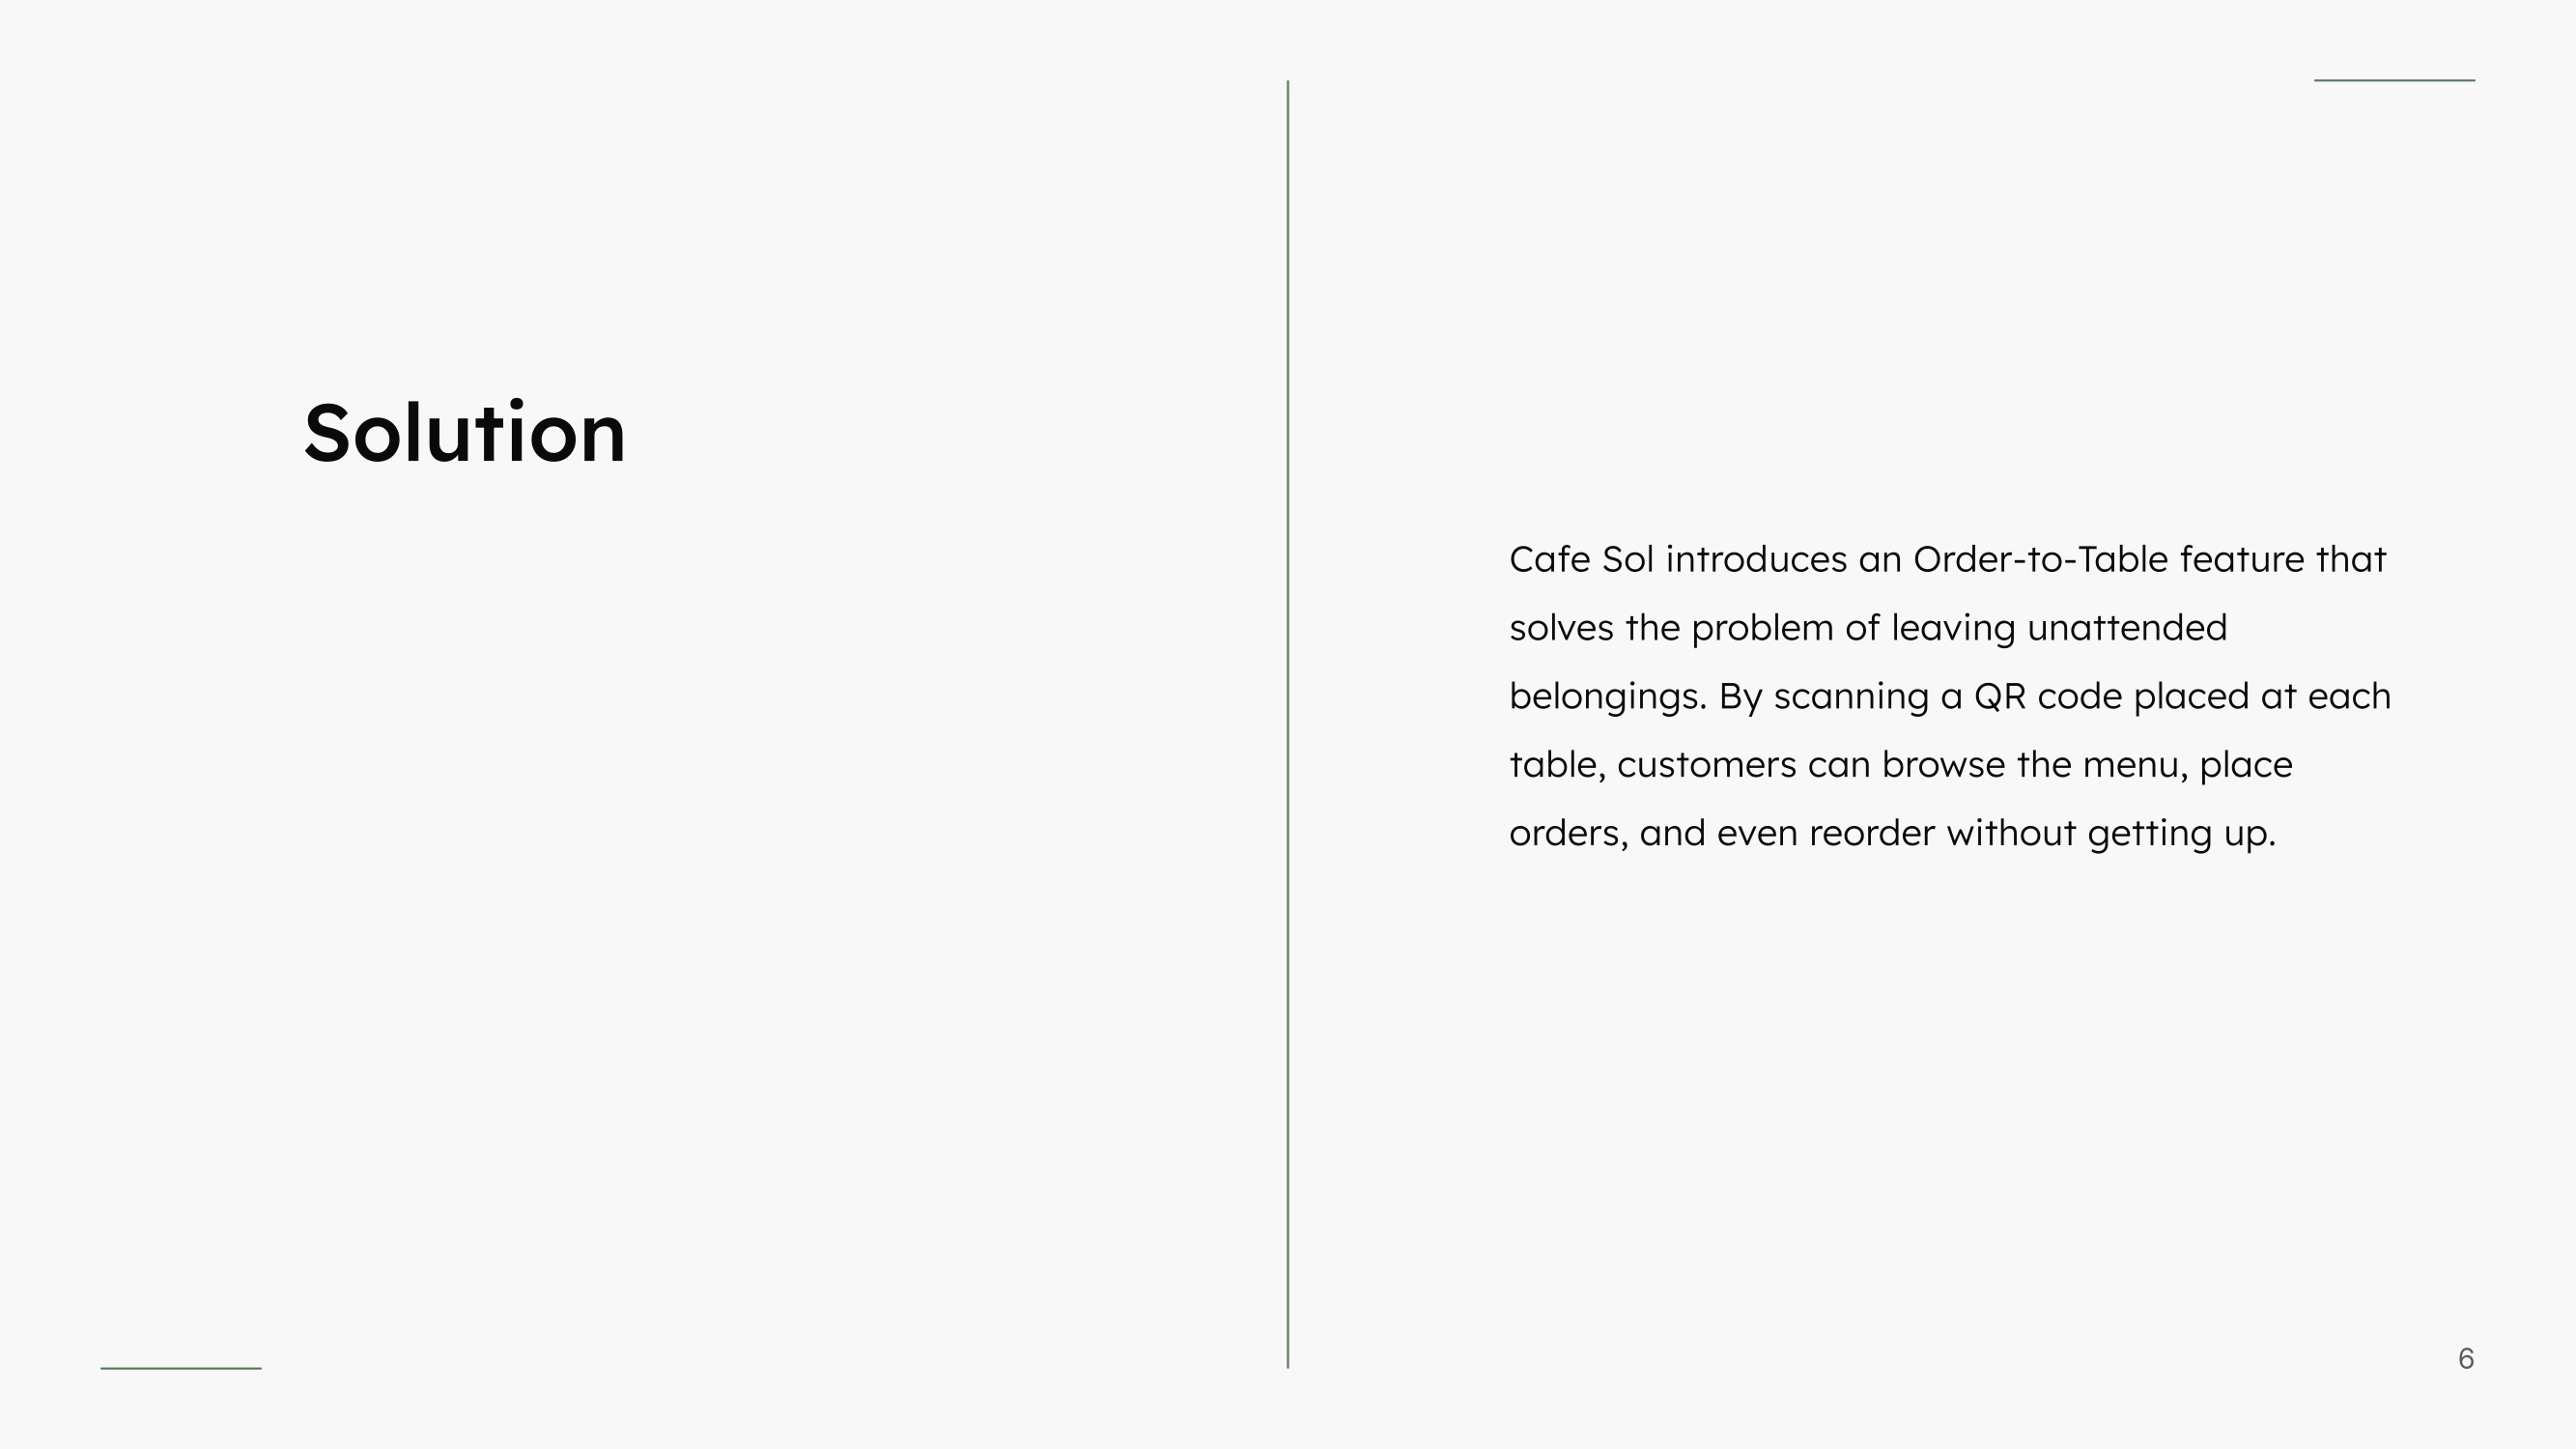 Solution
Cafe Sol introduces an Order-to-Table feature that
solves the problem of leaving unattended
belongings. By scanning a QR code placed at each
table, customers can browse the menu, place
orders, and even reorder without getting up.
6